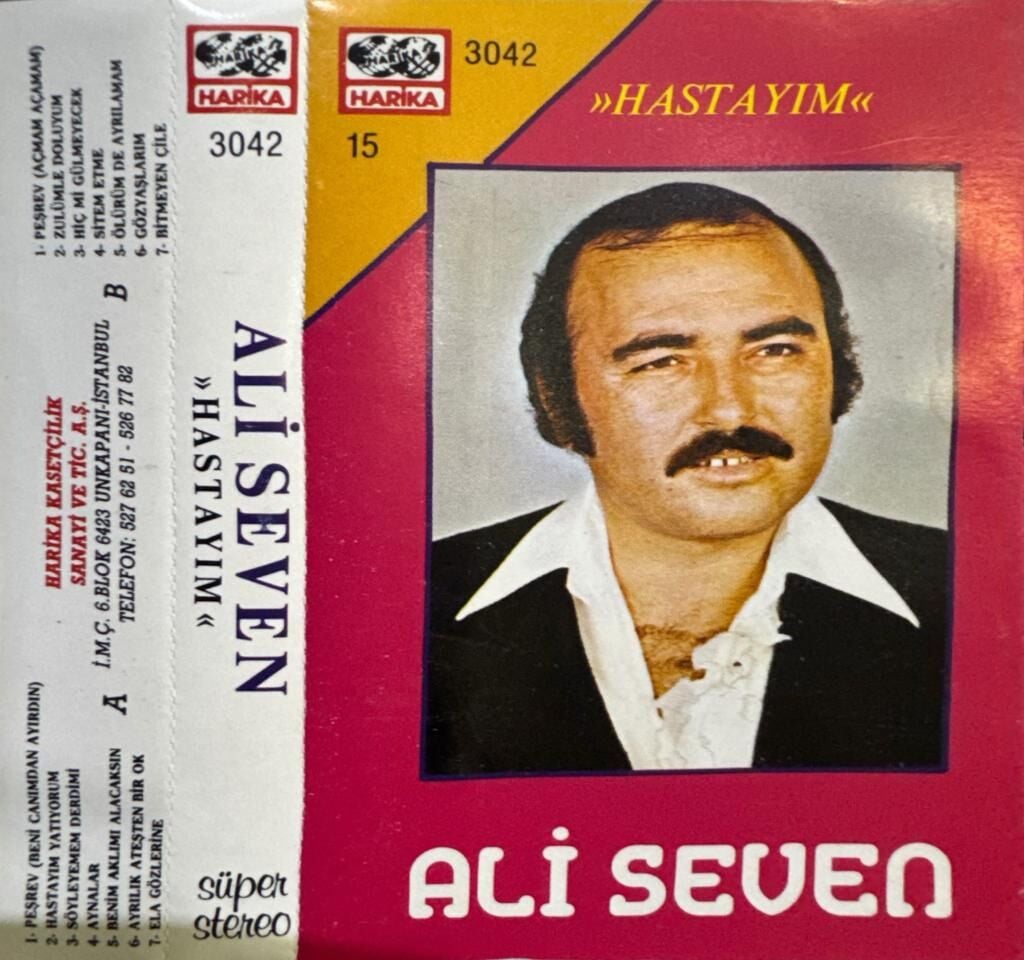 1- PEŞREV (AÇMAM AÇAMAM)
2- ZULÜMLE DOLUYUM
3- HİÇ Mİ GÜLMEYECEK
4- SİTEM ETME
5- ÖLÜRÜM DE AYRILAMAM
6- GÖZYAŞLARIM
7- BİTMEYEN ÇİLE
B
HARİKA KASETÇİLİK
SANAYİ VE TİC. A.Ş.
İ.M.Ç. 6.BLOK 6423 UNKAPANI-İSTANBUL
TELEFON: 527 62 51 - 526 77 82
A
1- PEŞREV (BENİ CANIMDAN AYIRDIN)
2- HASTAYIM YATIYORUM
3- SÖYLEYEMEM DERDİMİ
4- AYNALAR
5- BENİM AKLIMI ALACAKSIN
6- AYRILIK ATEŞTEN BİR OK
7- ELA GÖZLERİNE
HARİKA
HARİKA
3042
ALİ SEVEN
»HASTAYIM«
süper
stereo
HARİKA
HARİKA
3042
15
»HASTAYIM«
ALİ SEVEN